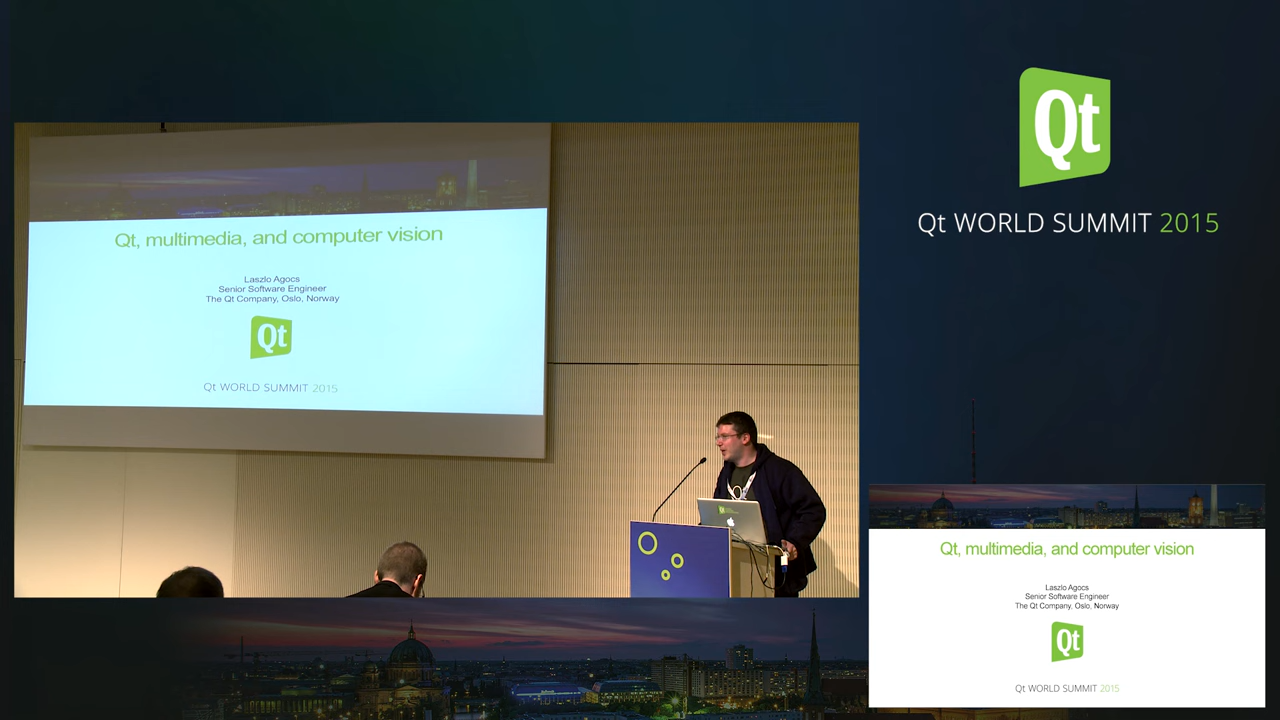 Qt
Qt WORLD SUMMIT 2015
Qt, multimedia, and computer vision
Laszlo Agocs
Senior Software Engineer
The Qt Company, Oslo, Norway
Qt
Qt WORLD SUMMIT 2015
Qt, multimedia, and computer vision
Laszlo Agocs
Senior Software Engineer
The Qt Company, Oslo, Norway
Qt
Qt WORLD SUMMIT 2015